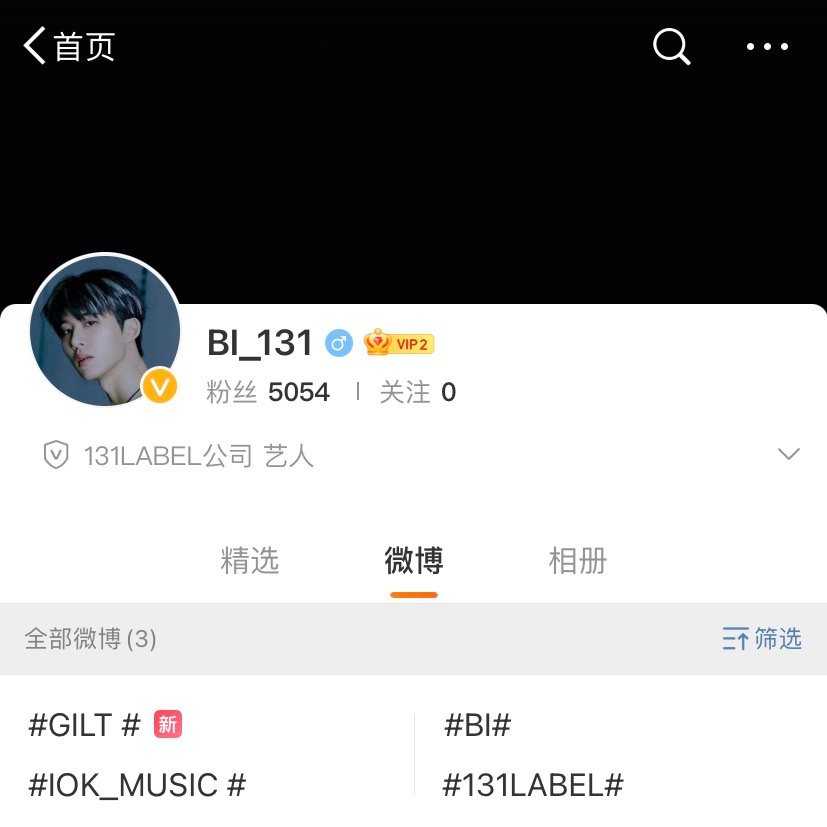 首页
BI_131 VIP2
粉丝 5054 | 关注 0
131LABEL公司 艺人
精选 微博 相册
全部微博 (3) 筛选
#GILT # 新 #BI#
#IOK_MUSIC # #131LABEL#